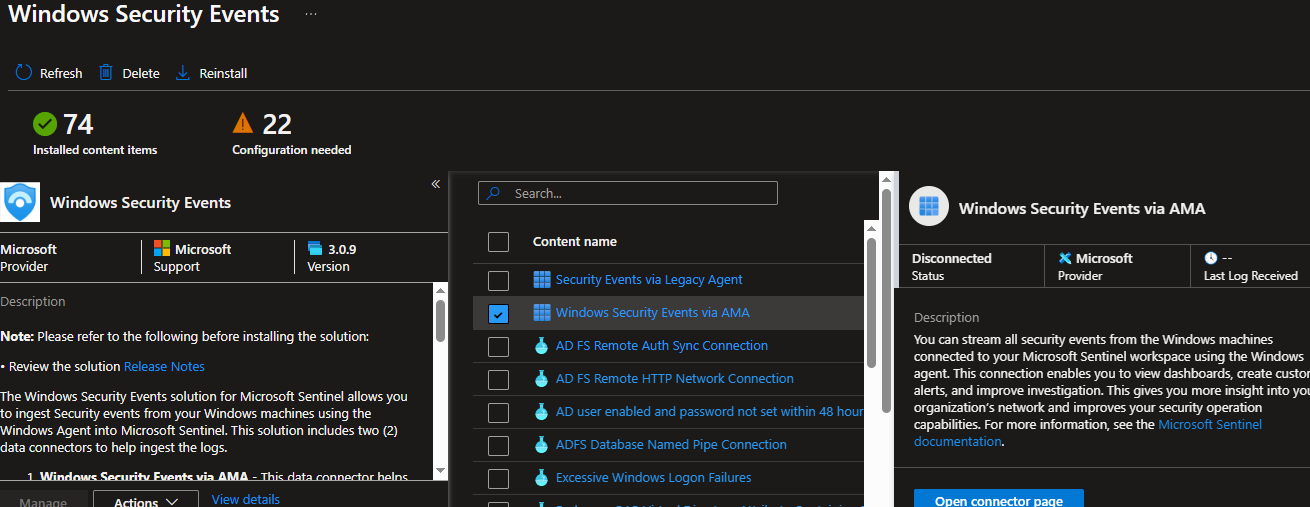 Windows Security Events ...
Refresh Delete Reinstall
74
Installed content items
22
Configuration needed
«
Windows Security Events
Microsoft
Provider
Microsoft
Support
3.0.9
Version
Description
Note: Please refer to the following before installing the solution:
• Review the solution Release Notes
The Windows Security Events solution for Microsoft Sentinel allows you
to ingest Security events from your Windows machines using the
Windows Agent into Microsoft Sentinel. This solution includes two (2)
data connectors to help ingest the logs.
1. Windows Security Events via AMA - This data connector helps
Manage
Actions
View details
Search...
Content name
Security Events via Legacy Agent
Windows Security Events via AMA
AD FS Remote Auth Sync Connection
AD FS Remote HTTP Network Connection
AD user enabled and password not set within 48 hour
ADFS Database Named Pipe Connection
Excessive Windows Logon Failures
Windows Security Events via AMA
Disconnected
Status
Microsoft
Provider
--
Last Log Received
Description
You can stream all security events from the Windows machines
connected to your Microsoft Sentinel workspace using the Windows
agent. This connection enables you to view dashboards, create custor
alerts, and improve investigation. This gives you more insight into you
organization's network and improves your security operation
capabilities. For more information, see the Microsoft Sentinel
documentation.
Open connector page